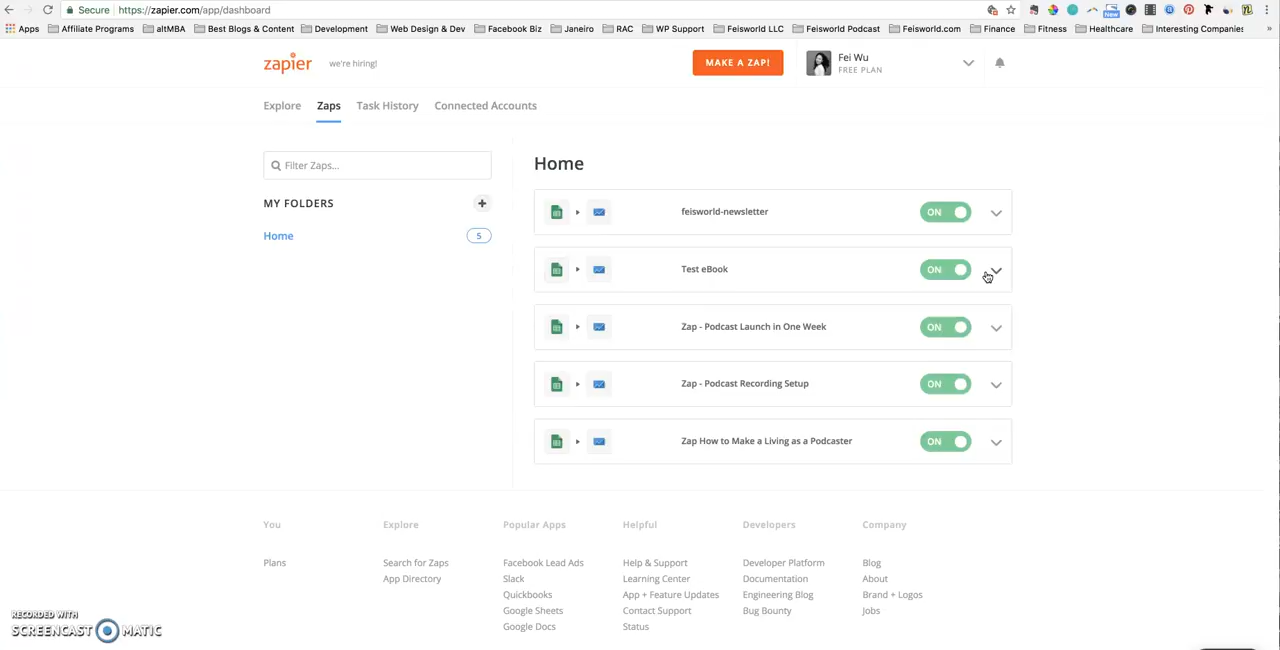 Secure https://zapier.com/app/dashboard
New
Apps Affiliate Programs altMBA Best Blogs & Content Development Web Design & Dev Facebook Biz Janeiro RAC WP Support Feisworld LLC Feisworld Podcast Feisworld.com Finance Fitness Healthcare Interesting Companies »
zapier we're hiring! MAKE A ZAP! Fei Wu
FREE PLAN
Explore Zaps Task History Connected Accounts
Filter Zaps...
MY FOLDERS +
Home 5
Home
feisworld-newsletter ON
Test eBook ON
Zap - Podcast Launch in One Week ON
Zap - Podcast Recording Setup ON
Zap How to Make a Living as a Podcaster ON
You Explore Popular Apps Helpful Developers Company
Plans Search for Zaps Facebook Lead Ads Help & Support Developer Platform Blog
App Directory Slack Learning Center Documentation About
Quickbooks App + Feature Updates Engineering Blog Brand + Logos
Google Sheets Contact Support Bug Bounty Jobs
Google Docs Status
RECORDED WITH
SCREENCAST MATIC